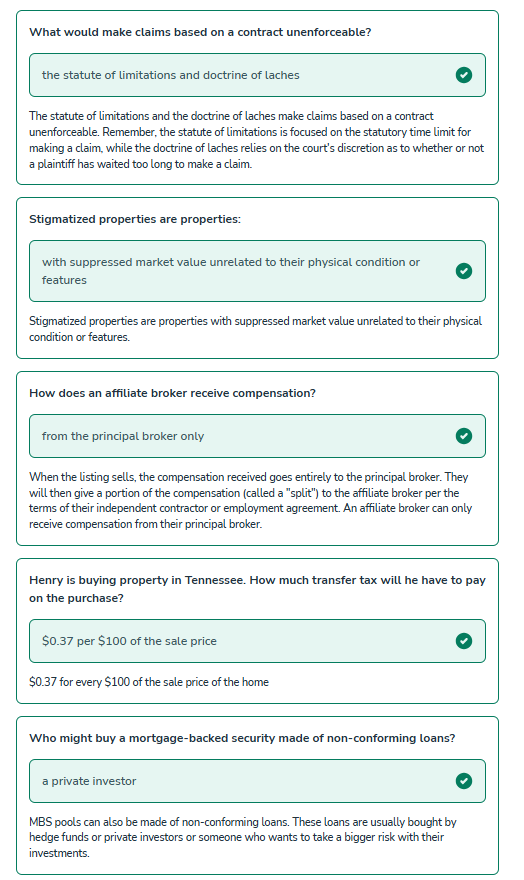 What would make claims based on a contract unenforceable?
the statute of limitations and doctrine of laches
The statute of limitations and the doctrine of laches make claims based on a contract
unenforceable. Remember, the statute of limitations is focused on the statutory time limit for
making a claim, while the doctrine of laches relies on the court's discretion as to whether or not
a plaintiff has waited too long to make a claim.
Stigmatized properties are properties:
with suppressed market value unrelated to their physical condition or
features
Stigmatized properties are properties with suppressed market value unrelated to their physical
condition or features.
How does an affiliate broker receive compensation?
from the principal broker only
When the listing sells, the compensation received goes entirely to the principal broker. They
will then give a portion of the compensation (called a "split") to the affiliate broker per the
terms of their independent contractor or employment agreement. An affiliate broker can only
receive compensation from their principal broker.
Henry is buying property in Tennessee. How much transfer tax will he have to pay
on the purchase?
$0.37 per $100 of the sale price
$0.37 for every $100 of the sale price of the home
Who might buy a mortgage-backed security made of non-conforming loans?
a private investor
MBS pools can also be made of non-conforming loans. These loans are usually bought by
hedge funds or private investors or someone who wants to take a bigger risk with their
investments.